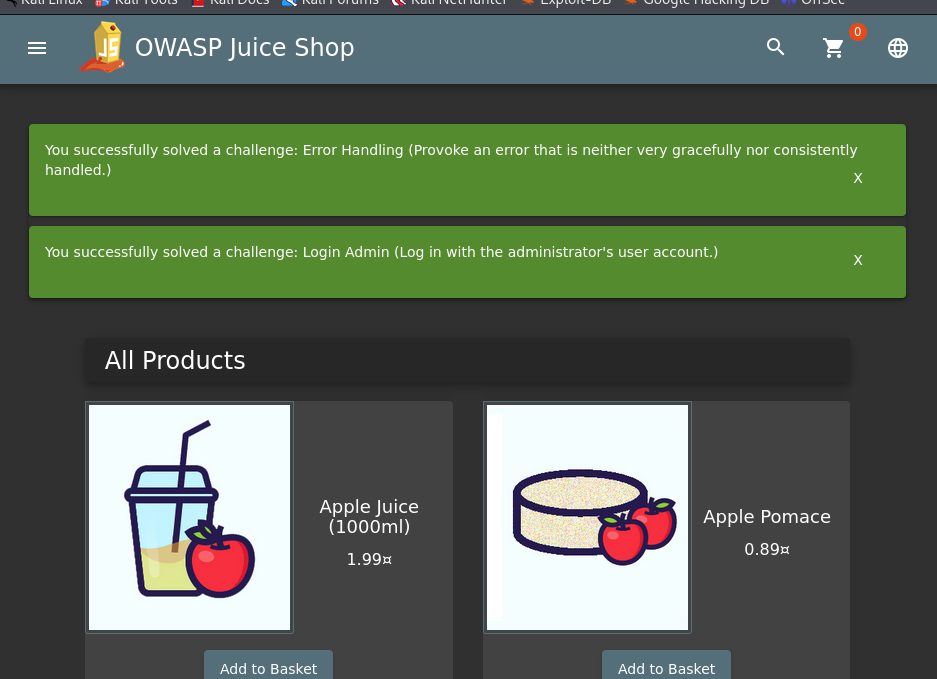 Kali Linux Kali Tools Kali Docs Kali Forums Kali NetHunter Exploit-DB Google Hacking DB OffSec
OWASP Juice Shop 0
You successfully solved a challenge: Error Handling (Provoke an error that is neither very gracefully nor consistently
handled.)
X
You successfully solved a challenge: Login Admin (Log in with the administrator's user account.)
X
All Products
Apple Juice
(1000ml)
1.99¤
Add to Basket
Apple Pomace
0.89¤
Add to Basket